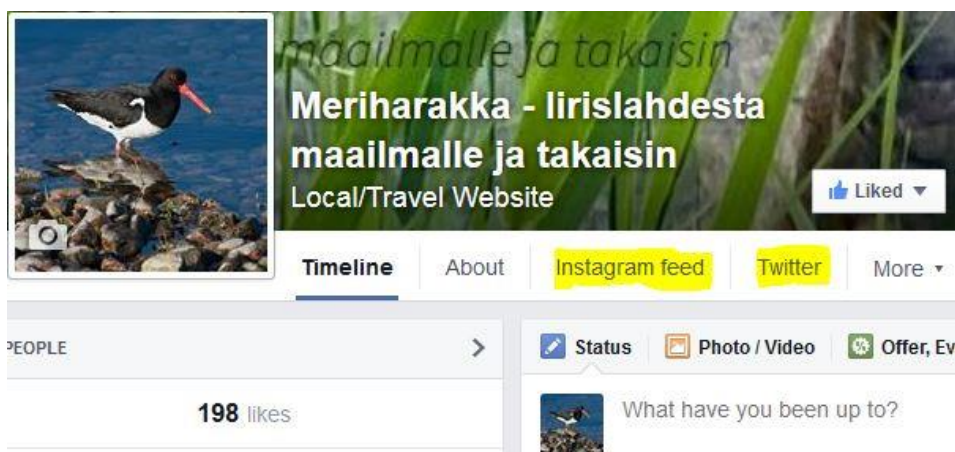 maailmalle ja takaisin
Meriharakka - Iirislahdesta
maailmalle ja takaisin
Local/Travel Website
Liked
Timeline About Instagram feed Twitter More
PEOPLE
Status Photo / Video Offer, Ev
198 likes
What have you been up to?